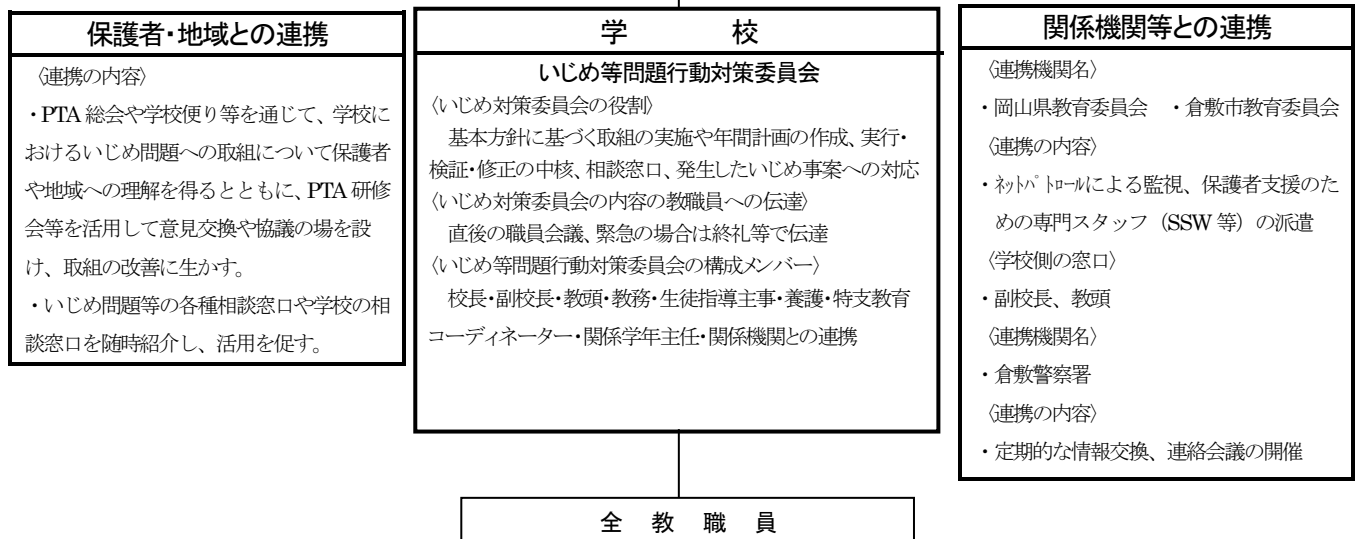 保護者・地域との連携
〈連携の内容〉
・PTA 総会や学校便り等を通じて、学校に
おけるいじめ問題への取組について保護者
や地域への理解を得るとともに、PTA 研修
会等を活用して意見交換や協議の場を設
け、取組の改善に生かす。
・いじめ問題等の各種相談窓口や学校の相
談窓口を随時紹介し、活用を促す。
学 校
いじめ等問題行動対策委員会
〈いじめ対策委員会の役割〉
基本方針に基づく取組の実施や年間計画の作成、実行・
検証・修正の中核、相談窓口、発生したいじめ事案への対応
〈いじめ対策委員会の内容の教職員への伝達〉
直後の職員会議、緊急の場合は終礼等で伝達
〈いじめ等問題行動対策委員会の構成メンバー〉
校長・副校長・教頭・教務・生徒指導主事・養護・特支教育
コーディネーター・関係学年主任・関係機関との連携
関係機関等との連携
〈連携機関名〉
・岡山県教育委員会 ・倉敷市教育委員会
〈連携の内容〉
・ﾈｯﾄﾊﾟﾄﾛｰﾙによる監視、保護者支援のた
めの専門スタッフ（SSW 等）の派遣
〈学校側の窓口〉
・副校長、教頭
〈連携機関名〉
・倉敷警察署
〈連携の内容〉
・定期的な情報交換、連絡会議の開催
全 教 職 員